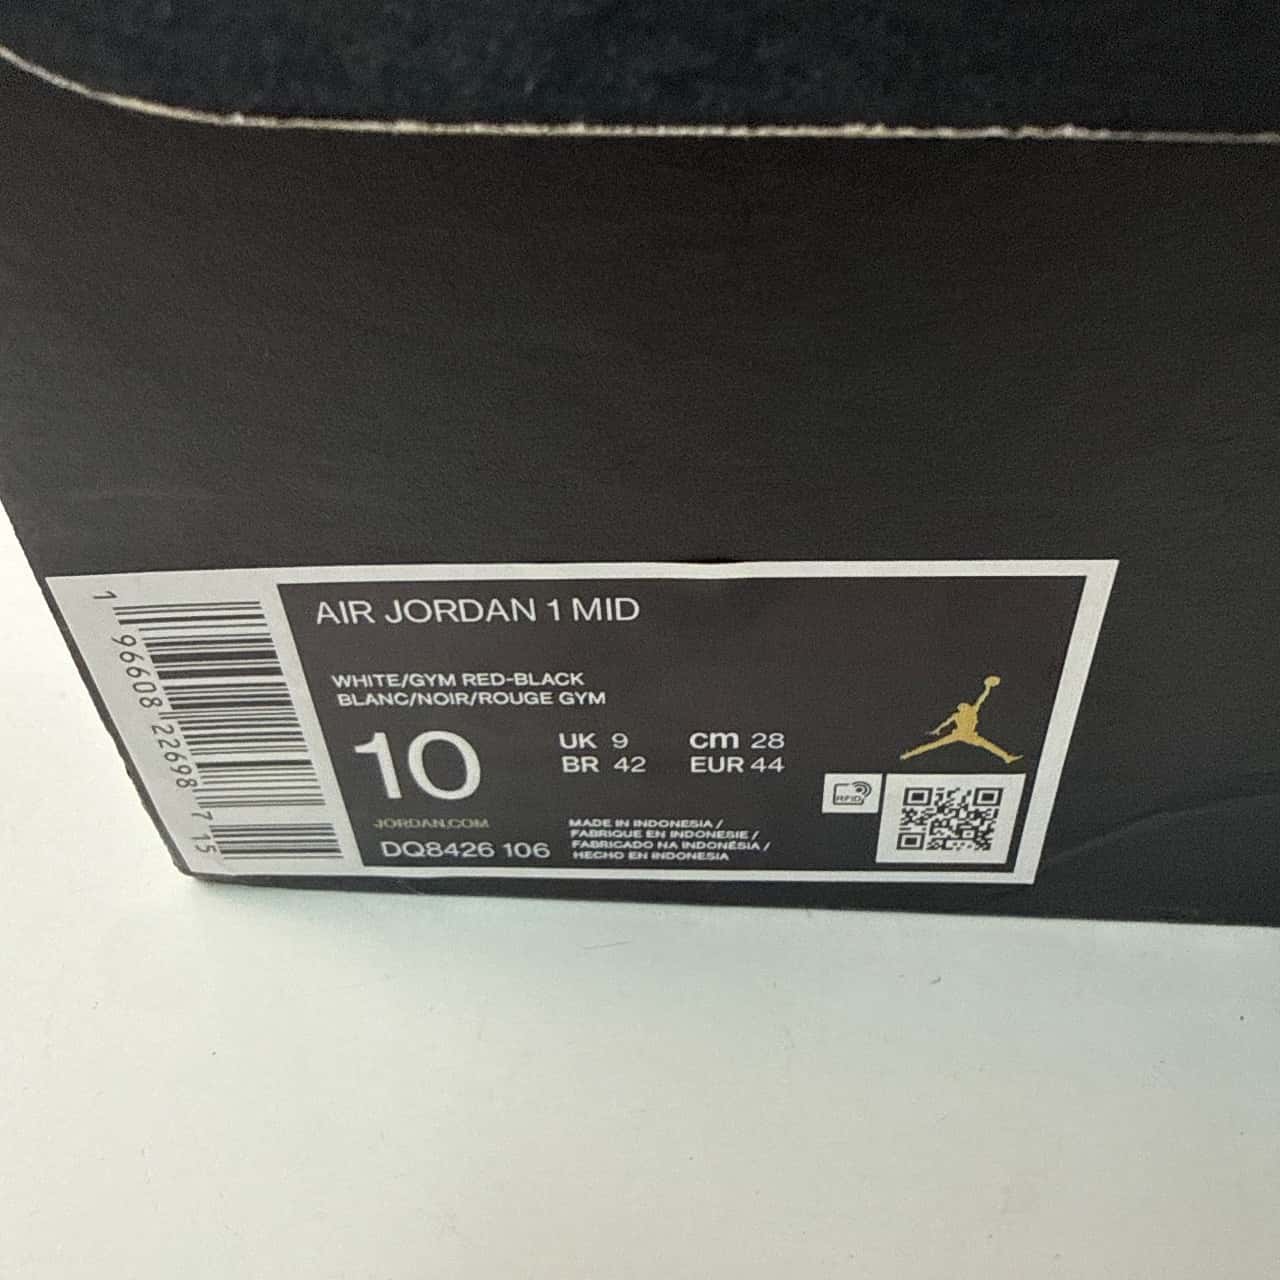 AIR JORDAN 1 MID
WHITE/GYM RED-BLACK
BLANC/NOIR/ROUGE GYM
10
UK 9 cm 28
BR 42 EUR 44
RFID
JORDAN.COM
DQ8426 106
MADE IN INDONESIA /
FABRIQUE EN INDONESIE /
FABRICADO NA INDONÉSIA /
HECHO EN INDONESIA
1 96608 22698 7 15